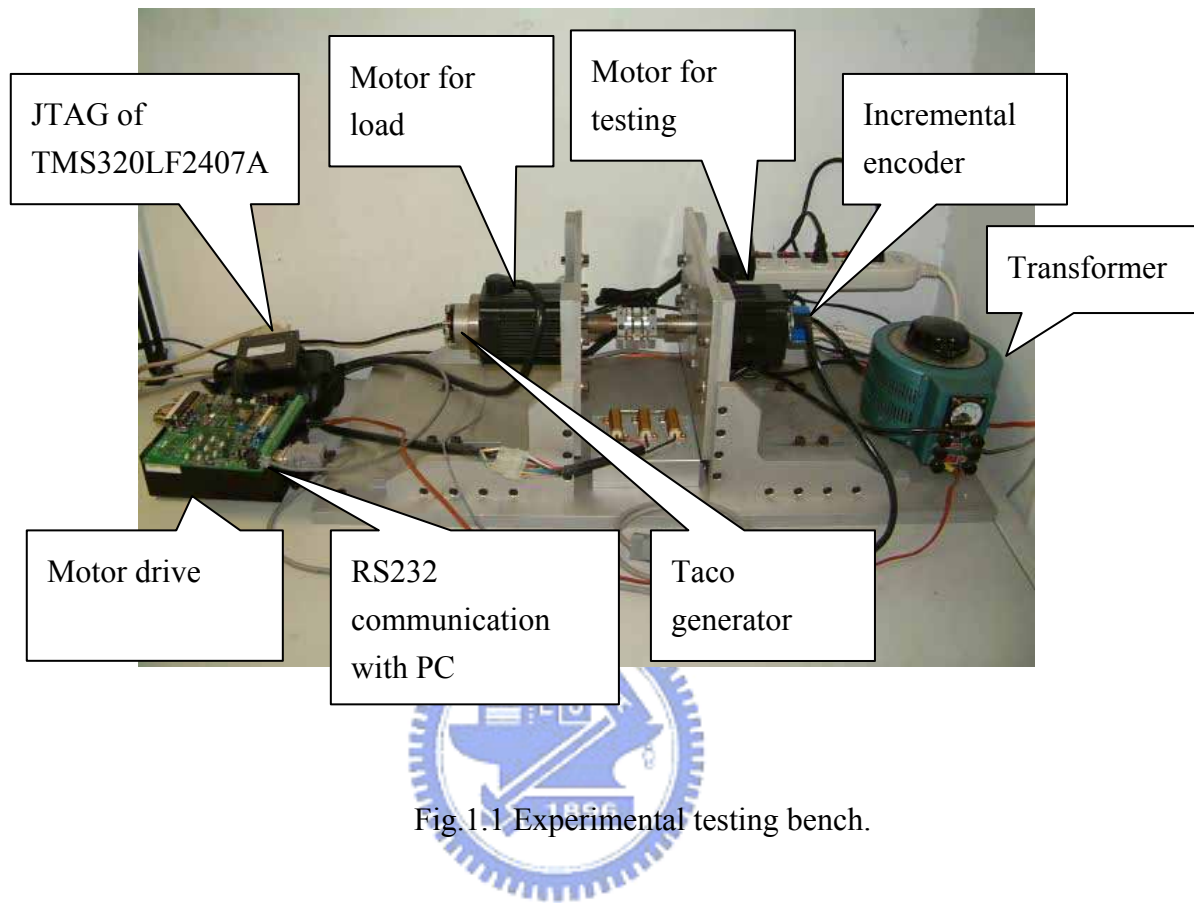 JTAG of
TMS320LF2407A
Motor for
load
Motor for
testing
Incremental
encoder
Transformer
Motor drive
RS232
communication
with PC
Taco
generator
1896
Fig.1.1 Experimental testing bench.